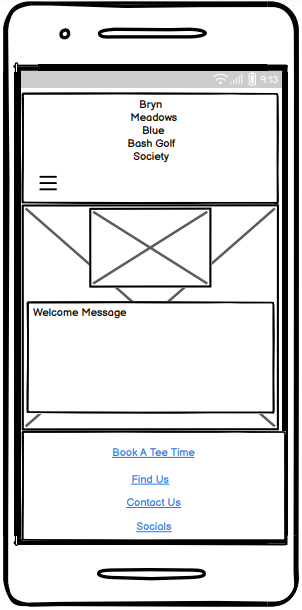 9:13
Bryn
Meadows
Blue
Bash Golf
Society
Welcome Message
Book A Tee Time
Find Us
Contact Us
Socials